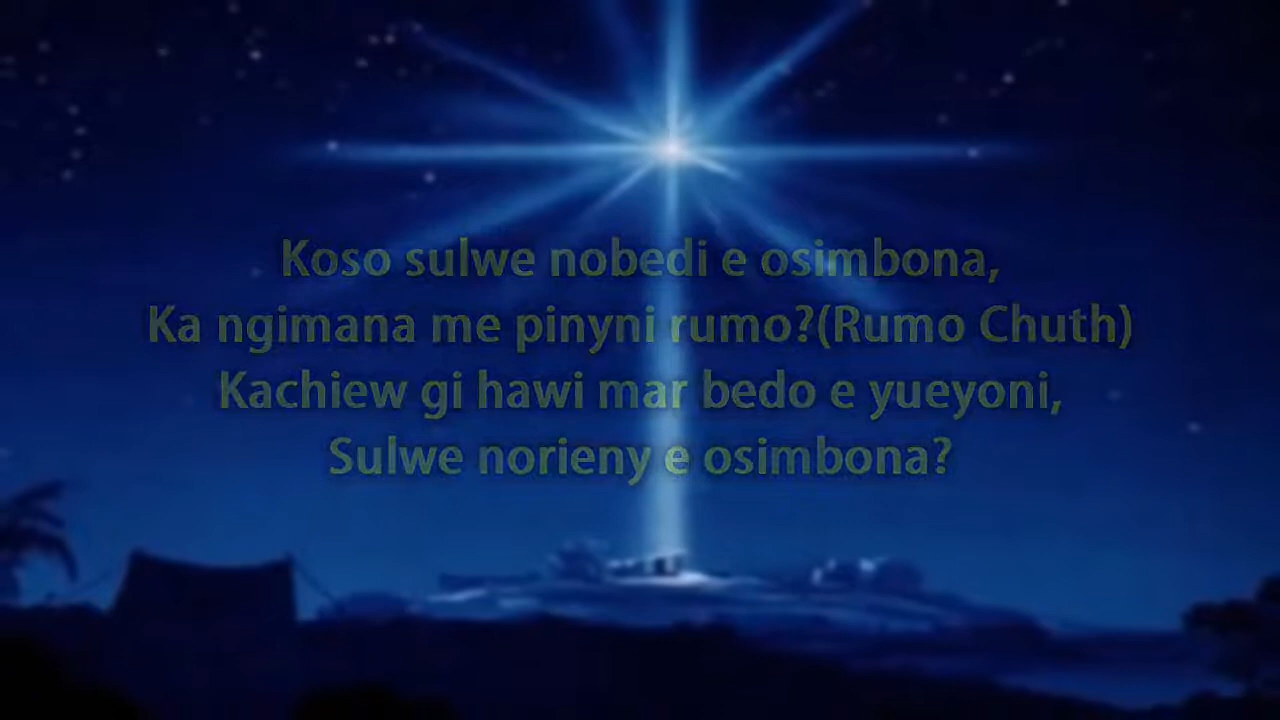 Koso sulwe nobedi e osimbona,
Ka ngimana me pinyni rumo?(Rumo Chuth)
Kachiew gi hawi mar bedo e yueyoni,
Sulwe norieny e osimbona?